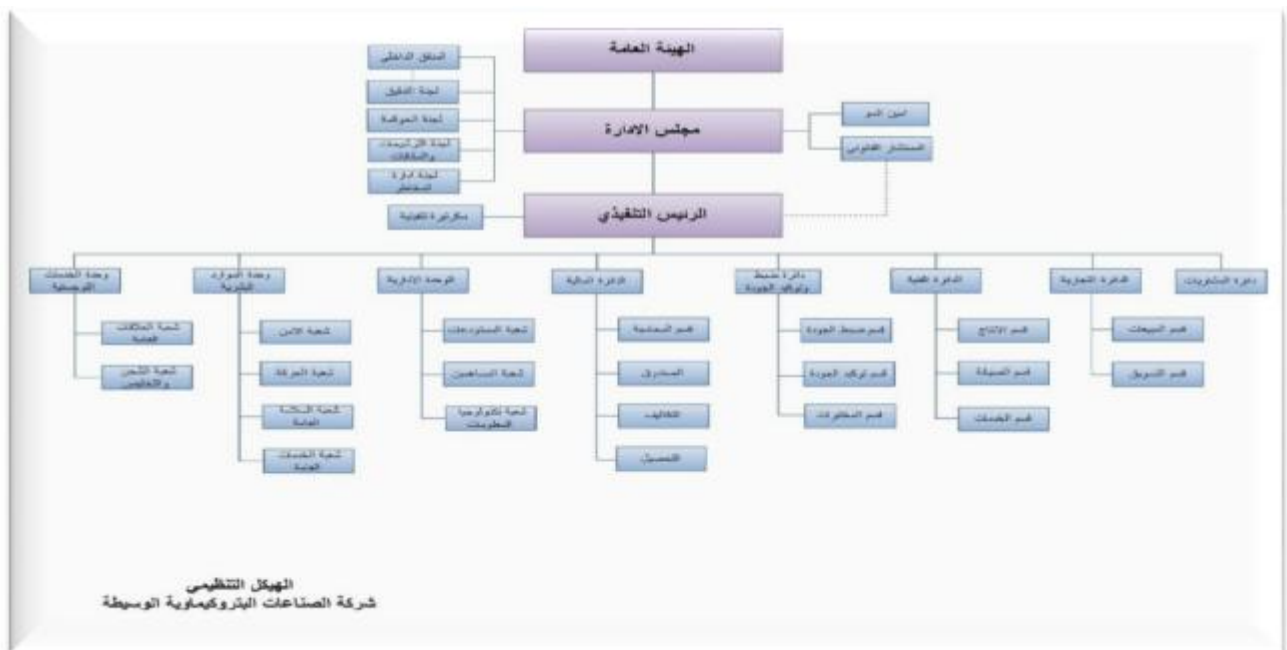 الهيئة العامة
المدقق الداخلي
لجنة التدقيق
امين السر
لجنة الحوكمة
مجلس الادارة
المستشار القانوني
لجنة الترشيحات
والمكافات
لجنة ادارة
المخاطر
الرئيس التنفيذي
سكرتيرة تنفيذية
دائرة المشتريات
الدائرة التجارية
الدائرة الفنية
دائرة ضبط
وتوكيد الجودة
الدائرة المالية
الوحدة الادارية
وحدة الموارد
البشرية
وحدة الخدمات
اللوجستية
قسم المبيعات
قسم الانتاج
قسم ضبط الجودة
قسم المحاسبة
شعبة المستودعات
شعبة الامن
شعبة العلاقات
العامة
قسم التسويق
قسم الصيانة
قسم توكيد الجودة
الصندوق
شعبة المساهمين
شعبة الحركة
شعبة الشحن
والتخليص
قسم الخدمات
قسم المختبرات
التكاليف
شعبة تكنولوجيا
المعلومات
شعبة السلامة
العامة
التحصيل
شعبة الخدمات
العامة
الهيكل التنظيمي
شركة الصناعات البتروكيماوية الوسيطة